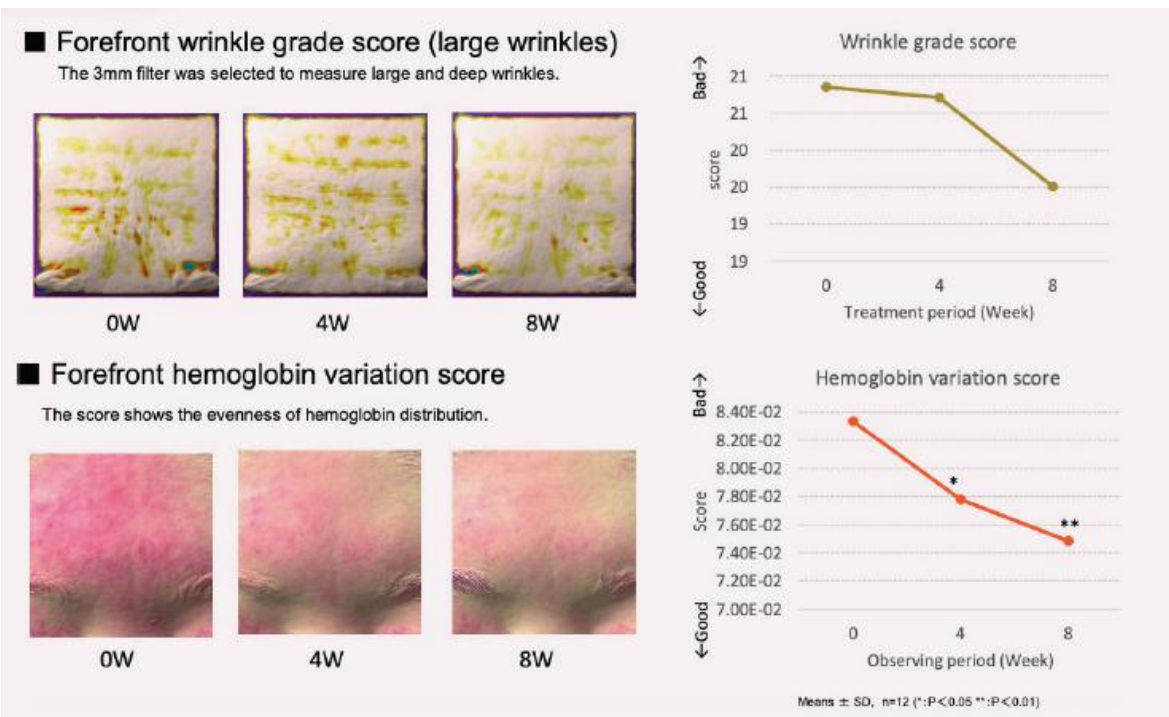 ■ Forefront wrinkle grade score (large wrinkles)
The 3mm filter was selected to measure large and deep wrinkles.
0W
4W
8W
Wrinkle grade score
Bad→
score
←Good
21
21
20
20
19
19
0
4
8
Treatment period (Week)
■ Forefront hemoglobin variation score
The score shows the evenness of hemoglobin distribution.
0W
4W
8W
Hemoglobin variation score
Bad→
Score
←Good
8.40E-02
8.20E-02
8.00E-02
7.80E-02
7.60E-02
7.40E-02
7.20E-02
7.00E-02
*
**
0
4
8
Observing period (Week)
Means ± SD, n=12 (*:P<0.05 **:P<0.01)